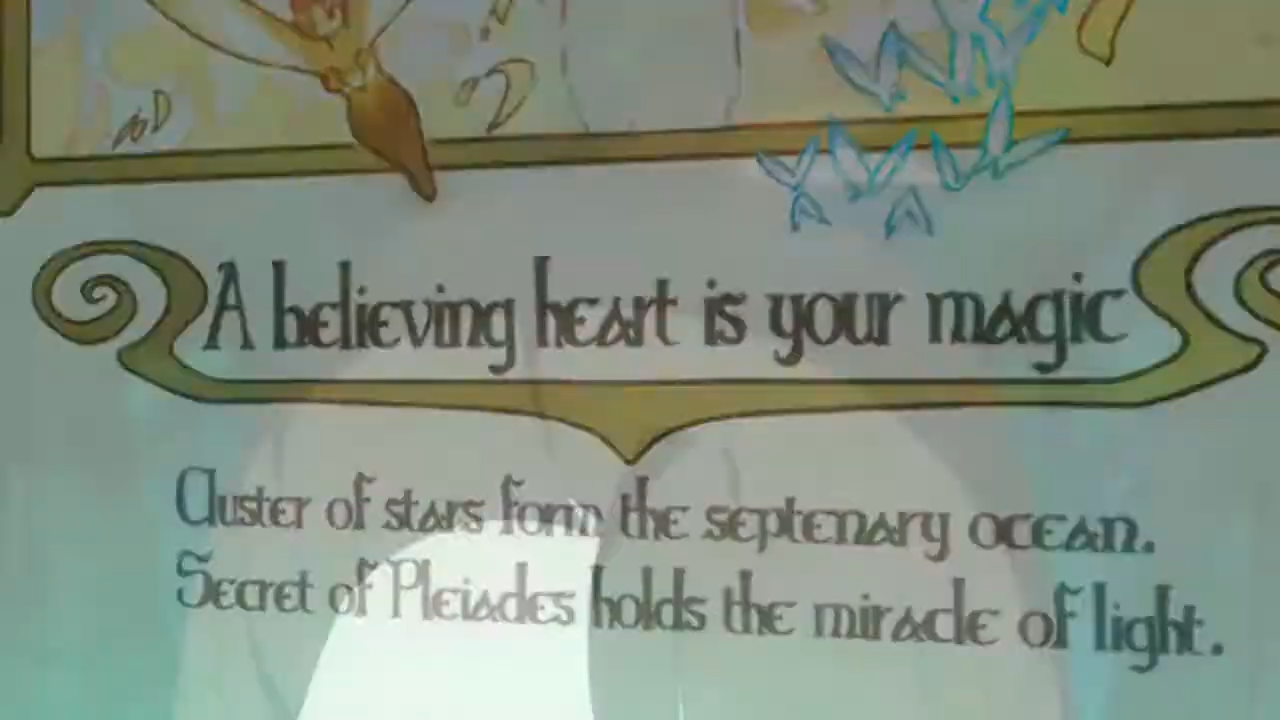 A believing heart is your magic
Cluster of stars form the septenary ocean.
Secret of Pleiades holds the miracle of light.